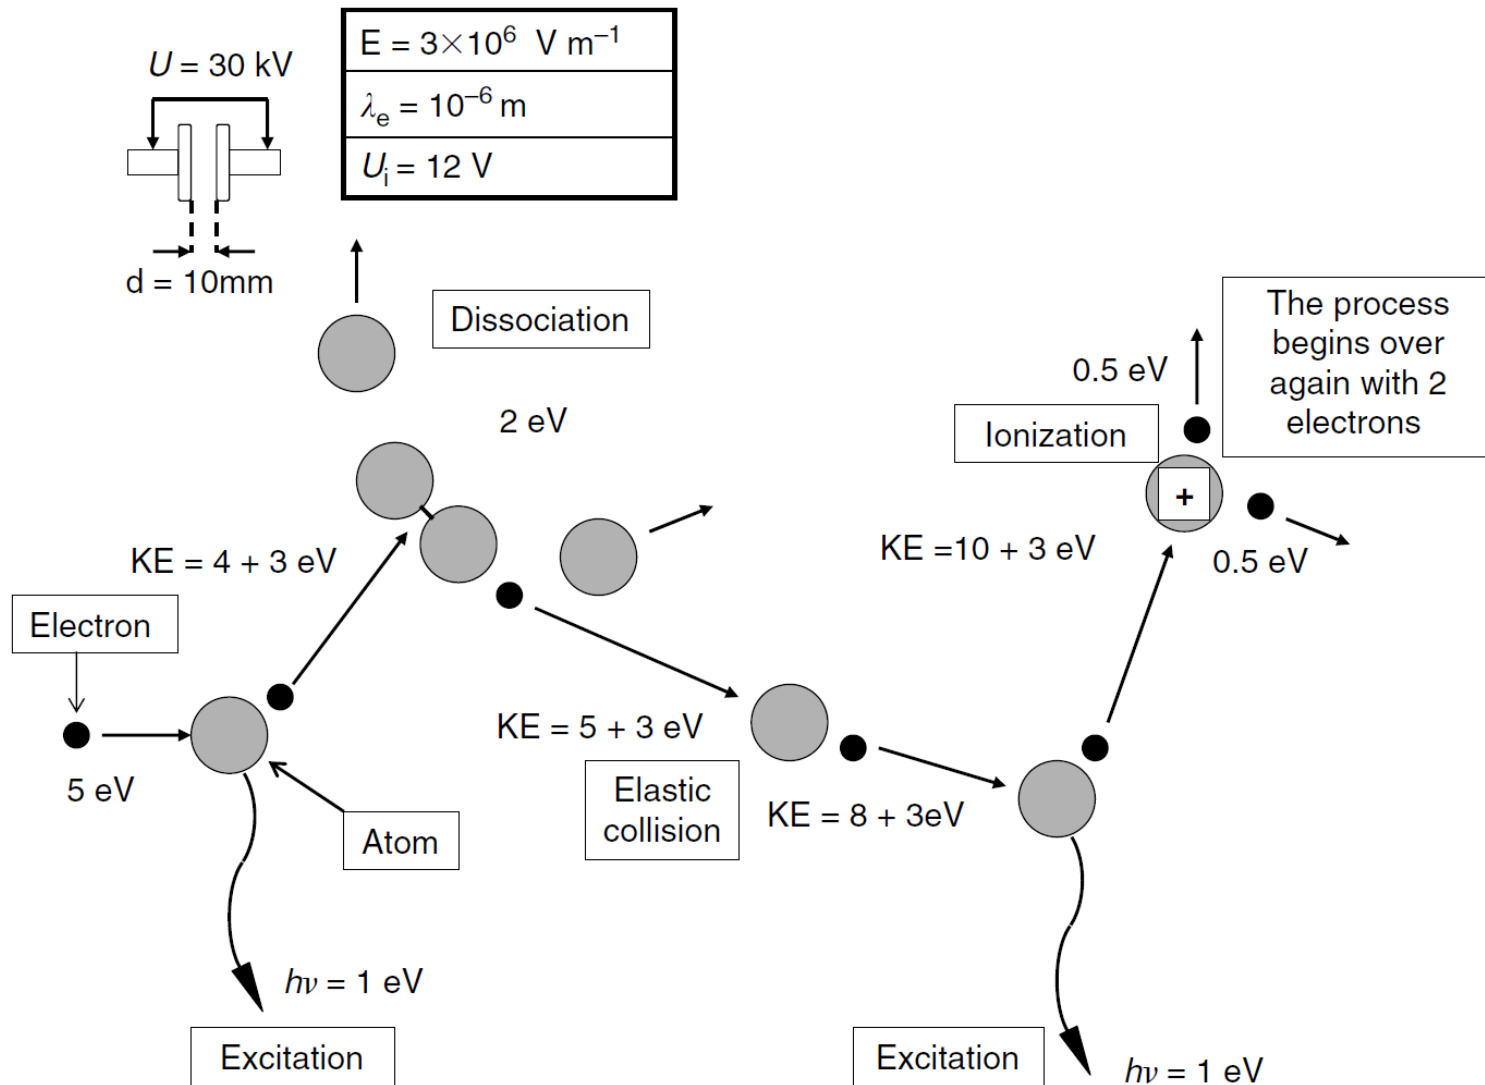 U = 30 kV
d = 10mm
E = 3×10⁶ V m⁻¹
λₑ = 10⁻⁶ m
Uᵢ = 12 V
Dissociation
2 eV
The process
begins over
again with 2
electrons
0.5 eV
Ionization
+
KE = 4 + 3 eV
KE =10 + 3 eV
0.5 eV
Electron
5 eV
KE = 5 + 3 eV
Elastic
collision
KE = 8 + 3eV
Atom
hν = 1 eV
Excitation
Excitation
hν = 1 eV